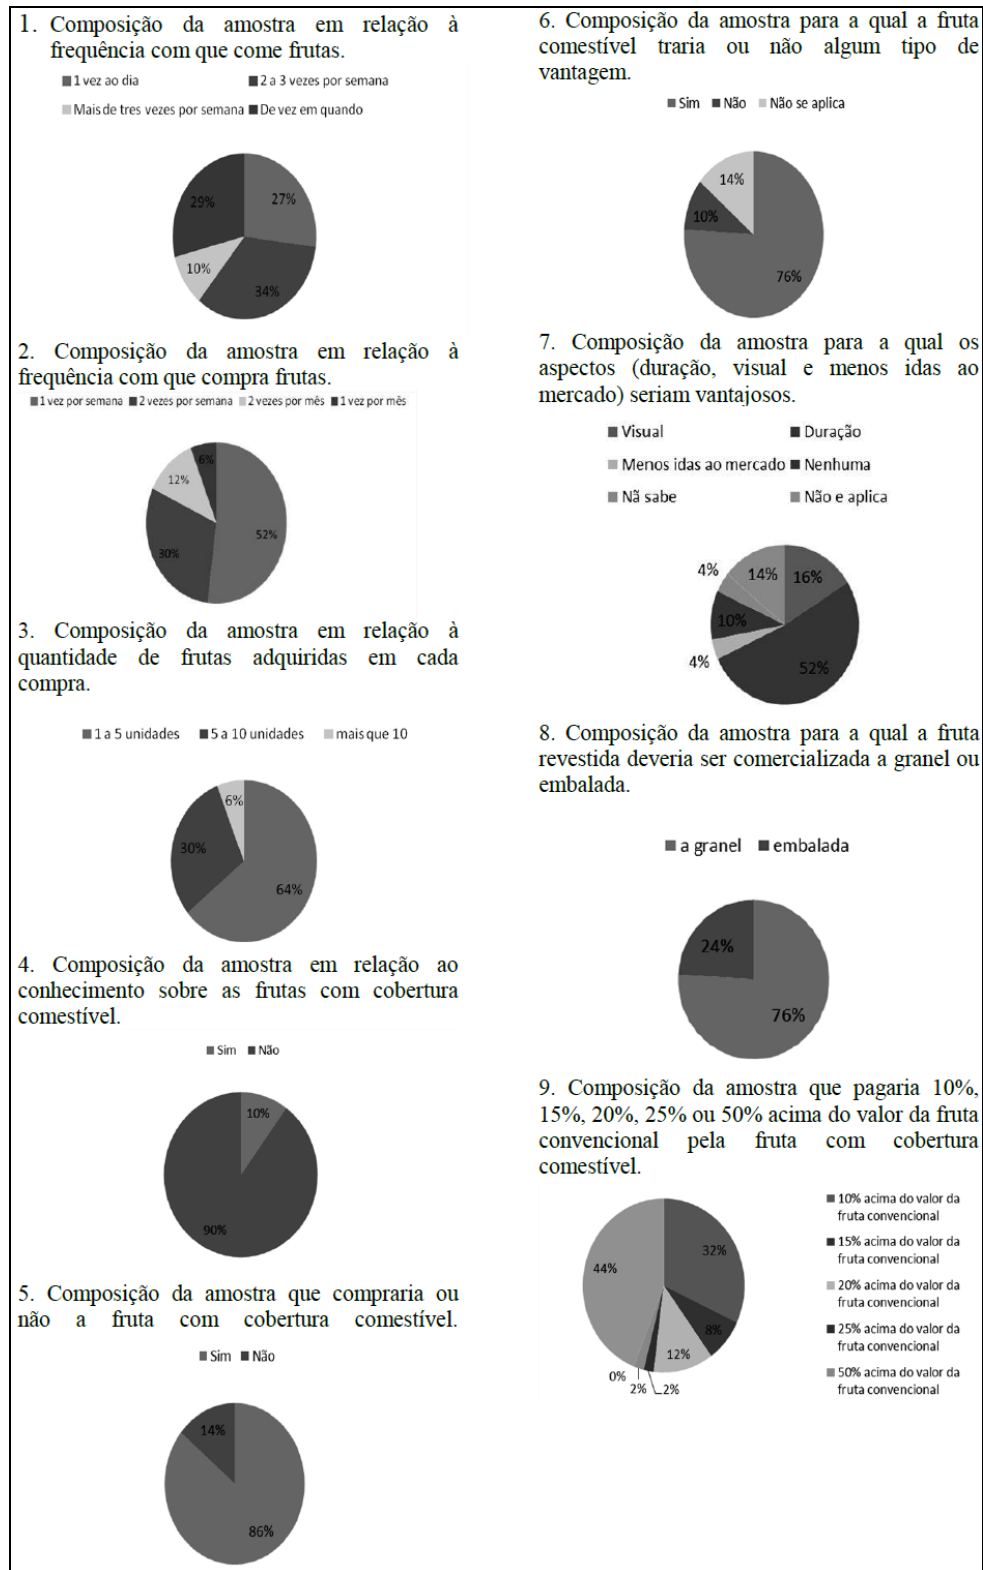 1. Composição da amostra em relação à
frequência com que come frutas.
1 vez ao dia 2 a 3 vezes por semana
Mais de tres vezes por semana De vez em quando
29% 27%
10%
34%
2. Composição da amostra em relação à
frequência com que compra frutas.
1 vez por semana 2 vezes por semana 2 vezes por mês 1 vez por mês
6%
12%
52%
30%
3. Composição da amostra em relação à
quantidade de frutas adquiridas em cada
compra.
1 a 5 unidades 5 a 10 unidades mais que 10
6%
30%
64%
4. Composição da amostra em relação ao
conhecimento sobre as frutas com cobertura
comestível.
Sim Não
10%
90%
5. Composição da amostra que compraria ou
não a fruta com cobertura comestível.
Sim Não
14%
86%
6. Composição da amostra para a qual a fruta
comestível traria ou não algum tipo de
vantagem.
Sim Não Não se aplica
14%
10%
76%
7. Composição da amostra para a qual os
aspectos (duração, visual e menos idas ao
mercado) seriam vantajosos.
Visual Duração
Menos idas ao mercado Nenhuma
Nã sabe Não e aplica
4% 14% 16%
10%
4% 52%
8. Composição da amostra para a qual a fruta
revestida deveria ser comercializada a granel ou
embalada.
a granel embalada
24%
76%
9. Composição da amostra que pagaria 10%,
15%, 20%, 25% ou 50% acima do valor da fruta
convencional pela fruta com cobertura
comestível.
10% acima do valor da
fruta convencional
15% acima do valor da
fruta convencional
20% acima do valor da
fruta convencional
25% acima do valor da
fruta convencional
50% acima do valor da
fruta convencional
32%
44%
8%
12%
0%
2% 2%